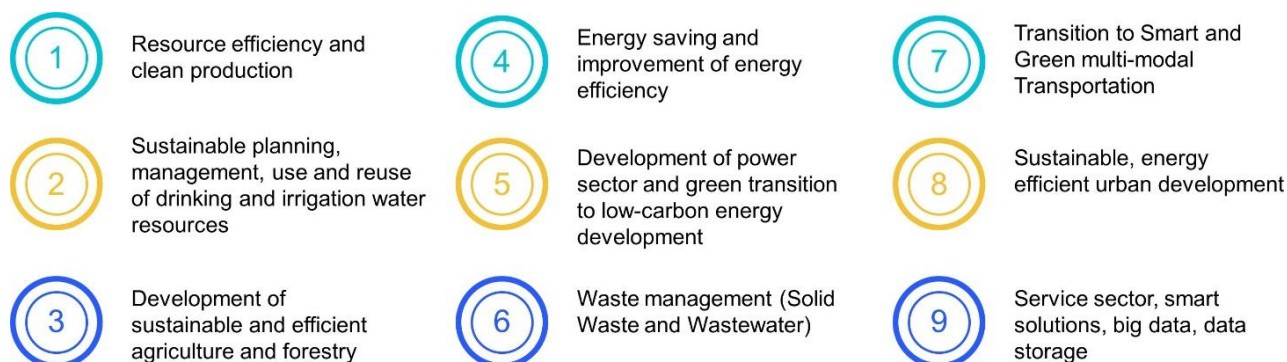 1
Resource efficiency and
clean production
2
Sustainable planning,
management, use and reuse
of drinking and irrigation water
resources
3
Development of
sustainable and efficient
agriculture and forestry
4
Energy saving and
improvement of energy
efficiency
5
Development of power
sector and green transition
to low-carbon energy
development
6
Waste management (Solid
Waste and Wastewater)
7
Transition to Smart and
Green multi-modal
Transportation
8
Sustainable, energy
efficient urban development
9
Service sector, smart
solutions, big data, data
storage